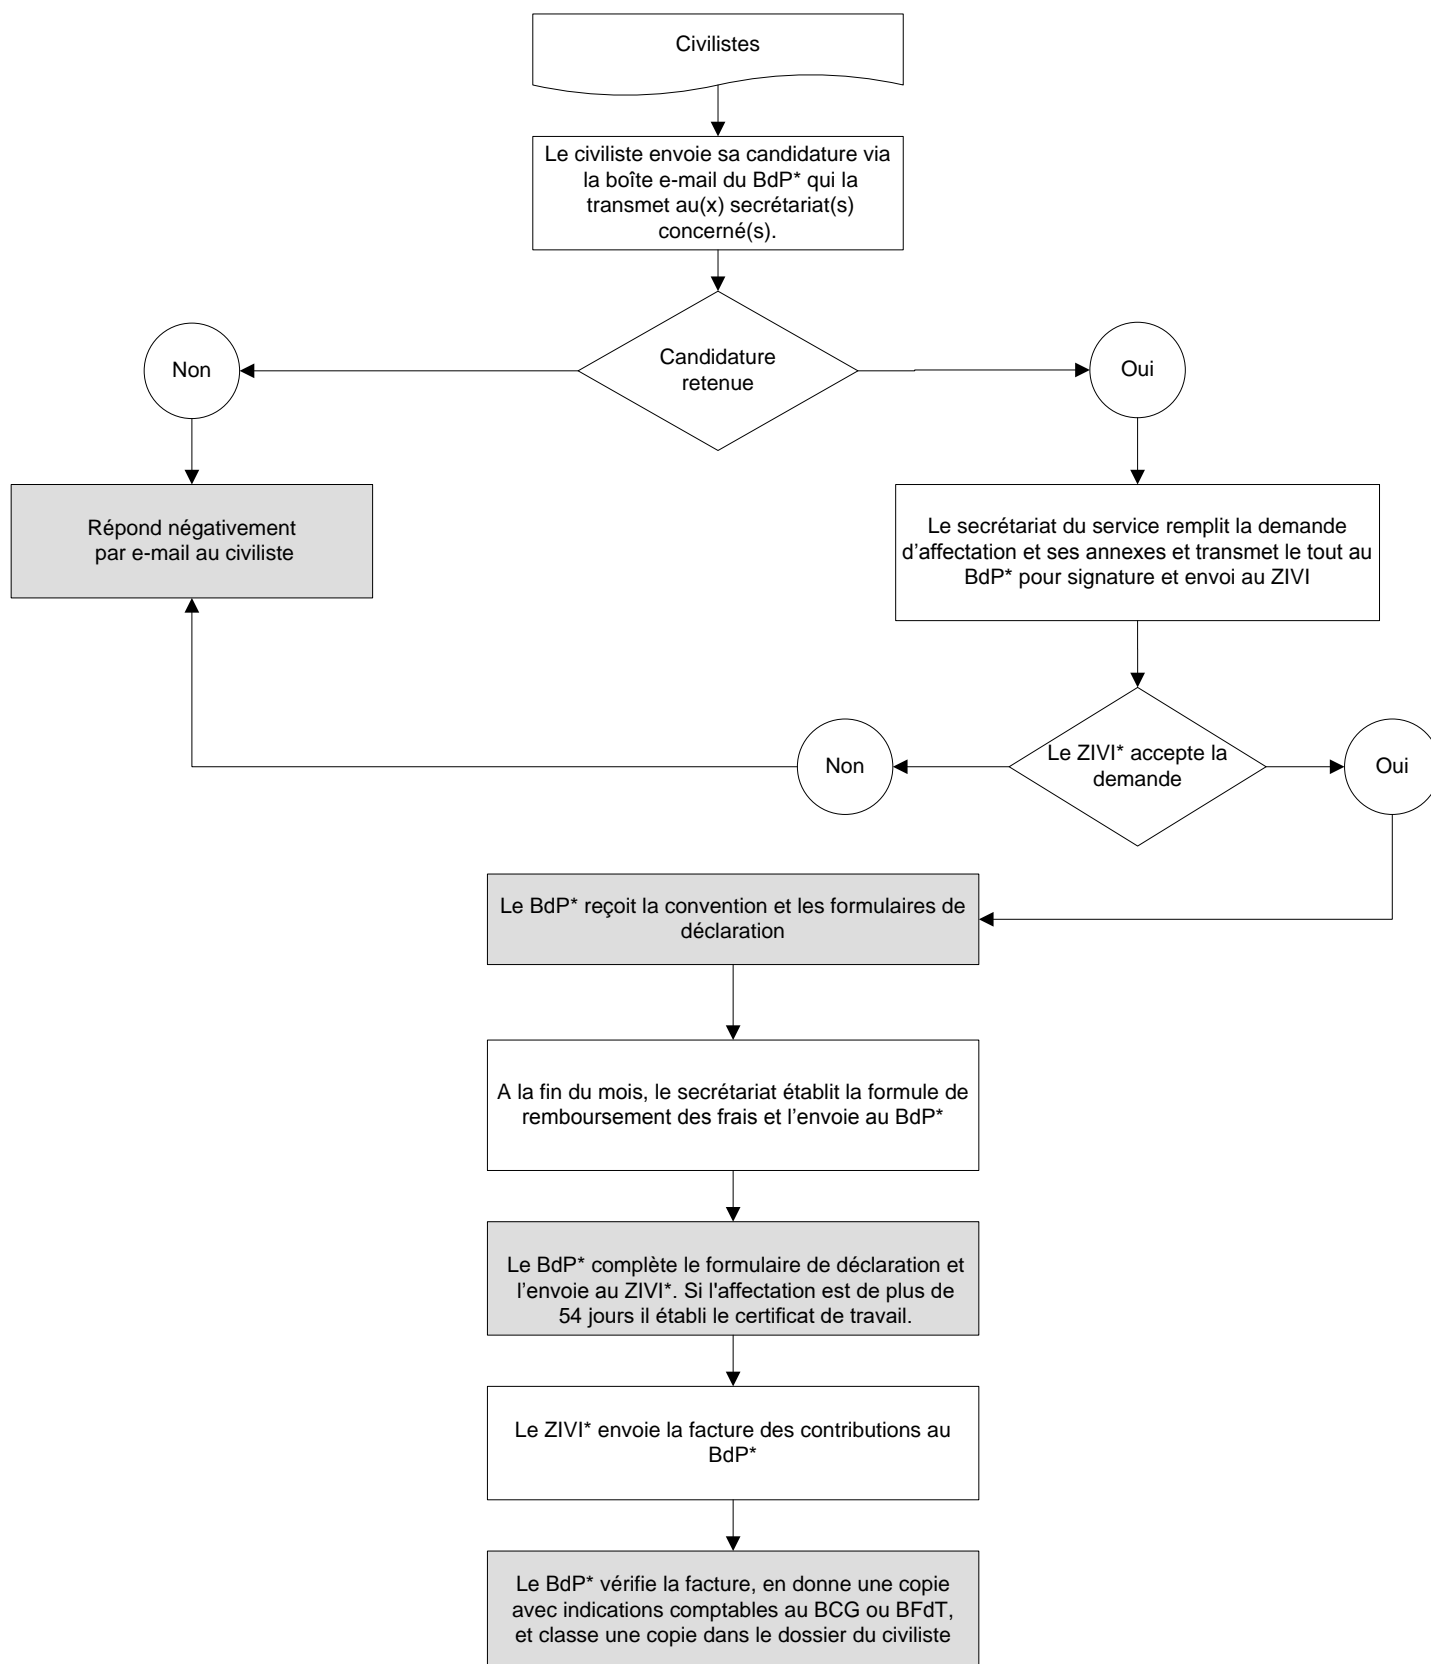 Civilistes
Le civiliste envoie sa candidature via
la boîte e-mail du BdP* qui la
transmet au(x) secrétariat(s)
concerné(s).
Candidature
retenue
Non
Oui
Répond négativement
par e-mail au civiliste
Le secrétariat du service remplit la demande
d’affectation et ses annexes et transmet le tout au
BdP* pour signature et envoi au ZIVI
Le ZIVI* accepte la
demande
Non
Oui
Le BdP* reçoit la convention et les formulaires de
déclaration
A la fin du mois, le secrétariat établit la formule de
remboursement des frais et l’envoie au BdP*
Le BdP* complète le formulaire de déclaration et
l’envoie au ZIVI*. Si l'affectation est de plus de
54 jours il établi le certificat de travail.
Le ZIVI* envoie la facture des contributions au
BdP*
Le BdP* vérifie la facture, en donne une copie
avec indications comptables au BCG ou BFdT,
et classe une copie dans le dossier du civiliste